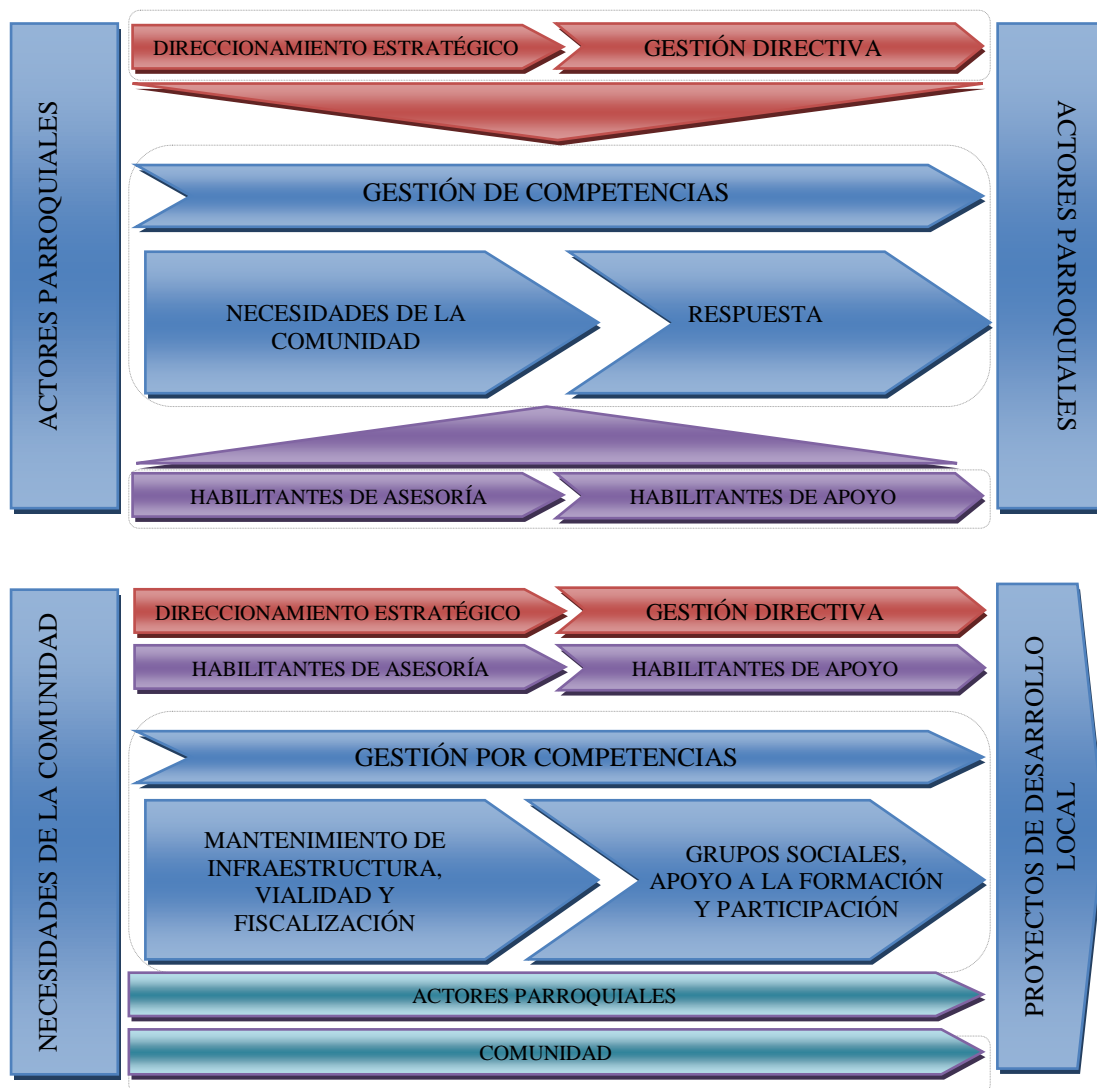 ACTORES PARROQUIALES
DIRECCIONAMIENTO ESTRATÉGICO
GESTIÓN DIRECTIVA
GESTIÓN DE COMPETENCIAS
NECESIDADES DE LA
COMUNIDAD
RESPUESTA
HABILITANTES DE ASESORÍA
HABILITANTES DE APOYO
ACTORES PARROQUIALES
NECESIDADES DE LA COMUNIDAD
DIRECCIONAMIENTO ESTRATÉGICO
GESTIÓN DIRECTIVA
HABILITANTES DE ASESORÍA
HABILITANTES DE APOYO
GESTIÓN POR COMPETENCIAS
MANTENIMIENTO DE
INFRAESTRUCTURA,
VIALIDAD Y
FISCALIZACIÓN
GRUPOS SOCIALES,
APOYO A LA FORMACIÓN
Y PARTICIPACIÓN
ACTORES PARROQUIALES
COMUNIDAD
PROYECTOS DE DESARROLLO
LOCAL